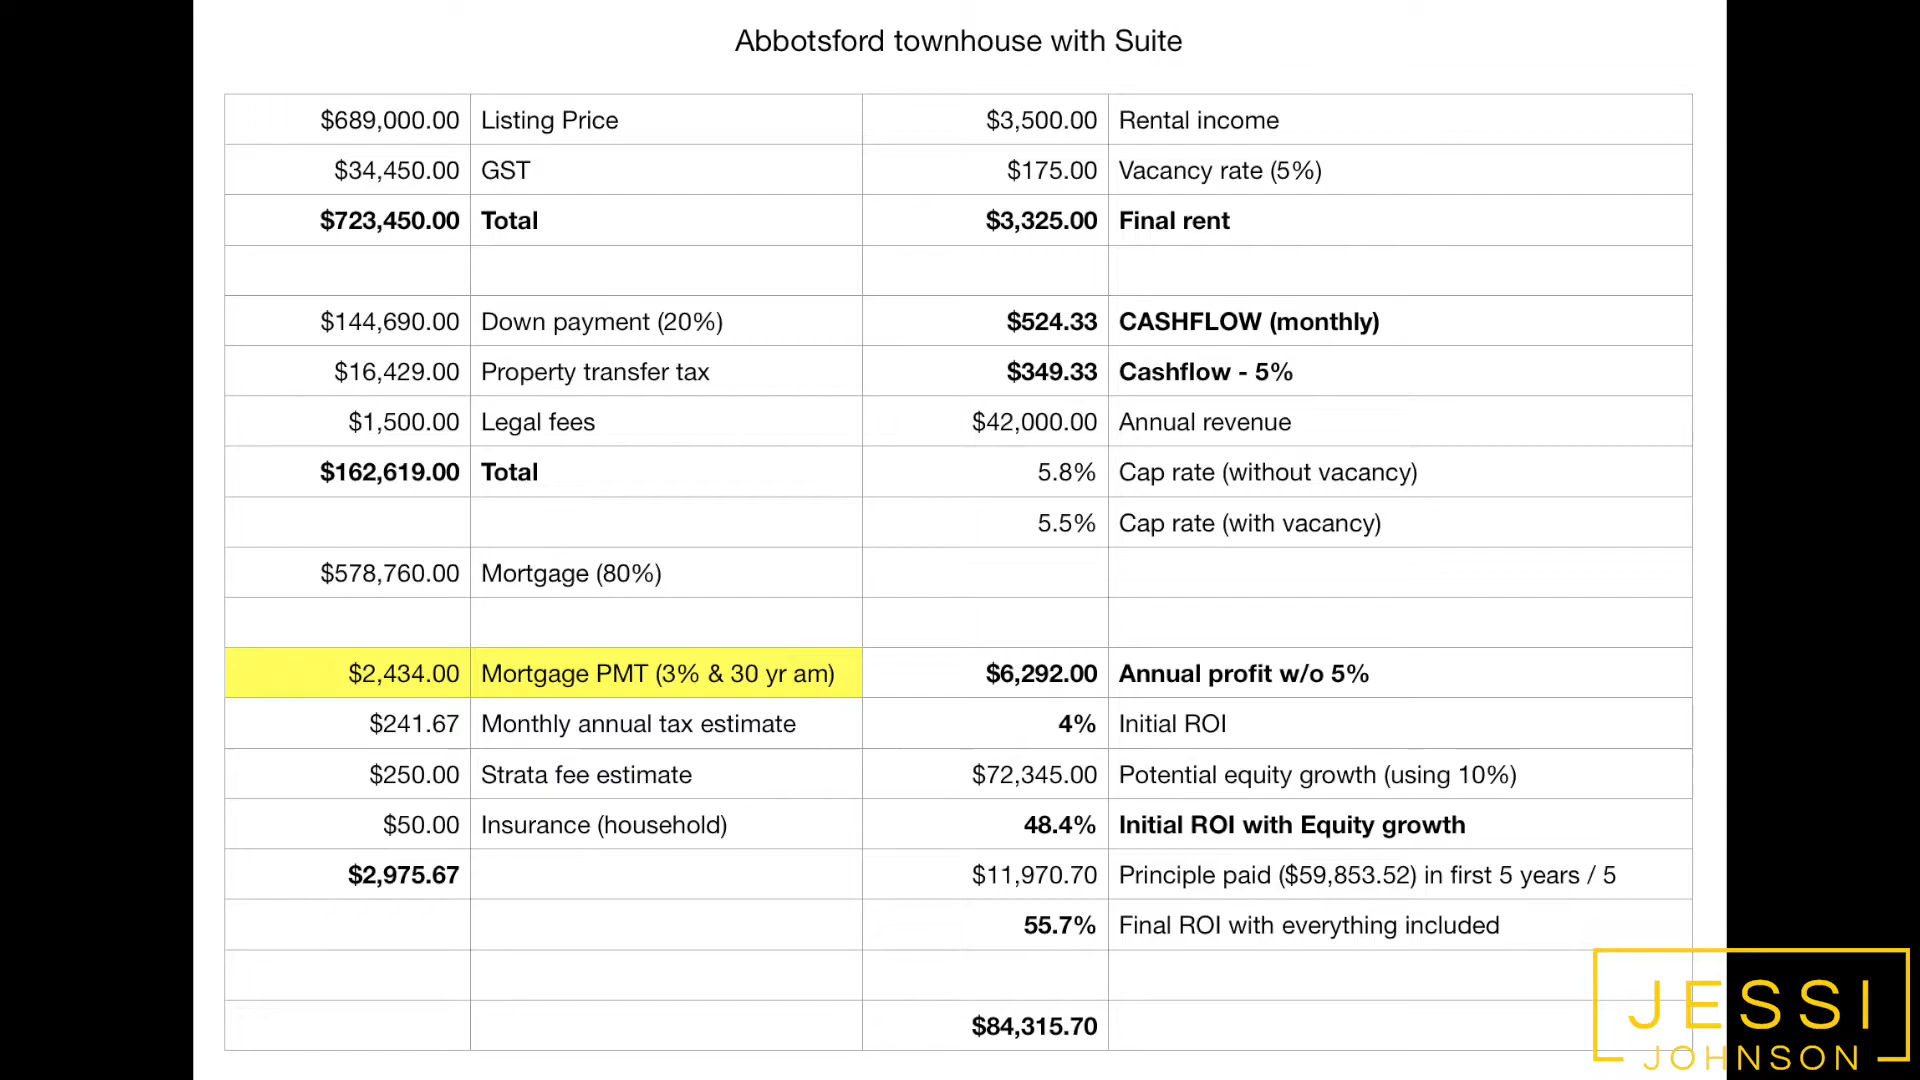 Abbotsford townhouse with Suite
$689,000.00 Listing Price $3,500.00 Rental income
$34,450.00 GST $175.00 Vacancy rate (5%)
$723,450.00 Total $3,325.00 Final rent
$144,690.00 Down payment (20%) $524.33 CASHFLOW (monthly)
$16,429.00 Property transfer tax $349.33 Cashflow - 5%
$1,500.00 Legal fees $42,000.00 Annual revenue
$162,619.00 Total 5.8% Cap rate (without vacancy)
5.5% Cap rate (with vacancy)
$578,760.00 Mortgage (80%)
$2,434.00 Mortgage PMT (3% & 30 yr am) $6,292.00 Annual profit w/o 5%
$241.67 Monthly annual tax estimate 4% Initial ROI
$250.00 Strata fee estimate $72,345.00 Potential equity growth (using 10%)
$50.00 Insurance (household) 48.4% Initial ROI with Equity growth
$2,975.67 $11,970.70 Principle paid ($59,853.52) in first 5 years / 5
55.7% Final ROI with everything included
$84,315.70
JESSI
JOHNSON